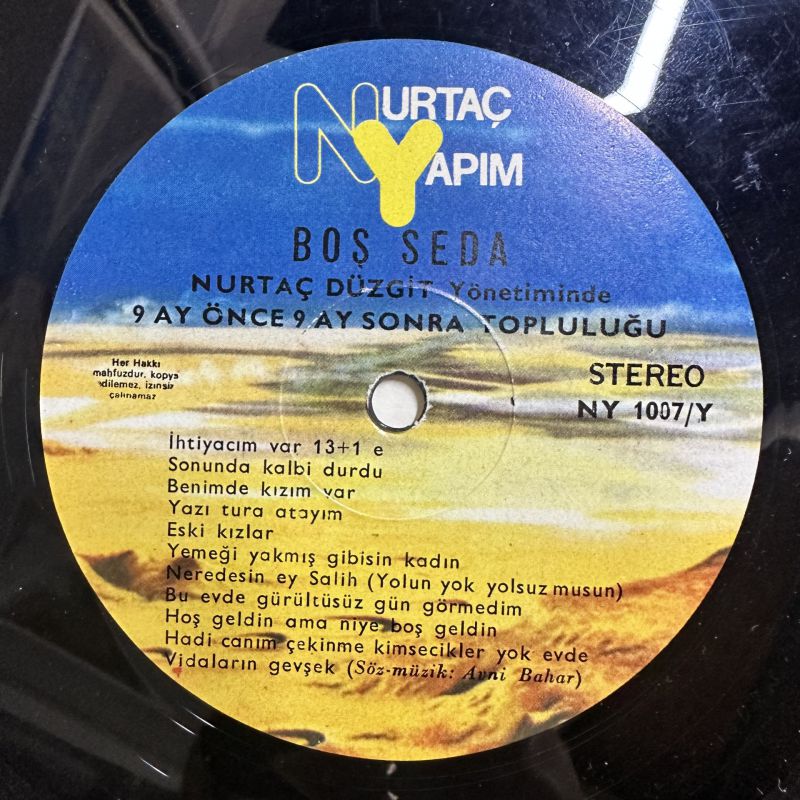 NURTAÇ
YAPIM
BOŞ SEDA
NURTAÇ DÜZGİT Yönetiminde
9 AY ÖNCE 9 AY SONRA TOPLULUĞU
Her Hakkı
mahfuzdur. kopya
edilemez, izinsiz
çalınamaz
STEREO
NY 1007/Y
İhtiyacım var 13+1 e
Sonunda kalbi durdu
Benimde kızım var
Yazı tura atayım
Eski kızlar
Yemeği yakmış gibisin kadın
Neredesin ey Salih (Yolun yok yolsuz musun)
Bu evde gürültüsüz gün görmedim
Hoş geldin ama niye boş geldin
Hadi canım çekinme kimsecikler yok evde
Vidaların gevşek (Söz-müzik: Avni Bahar)